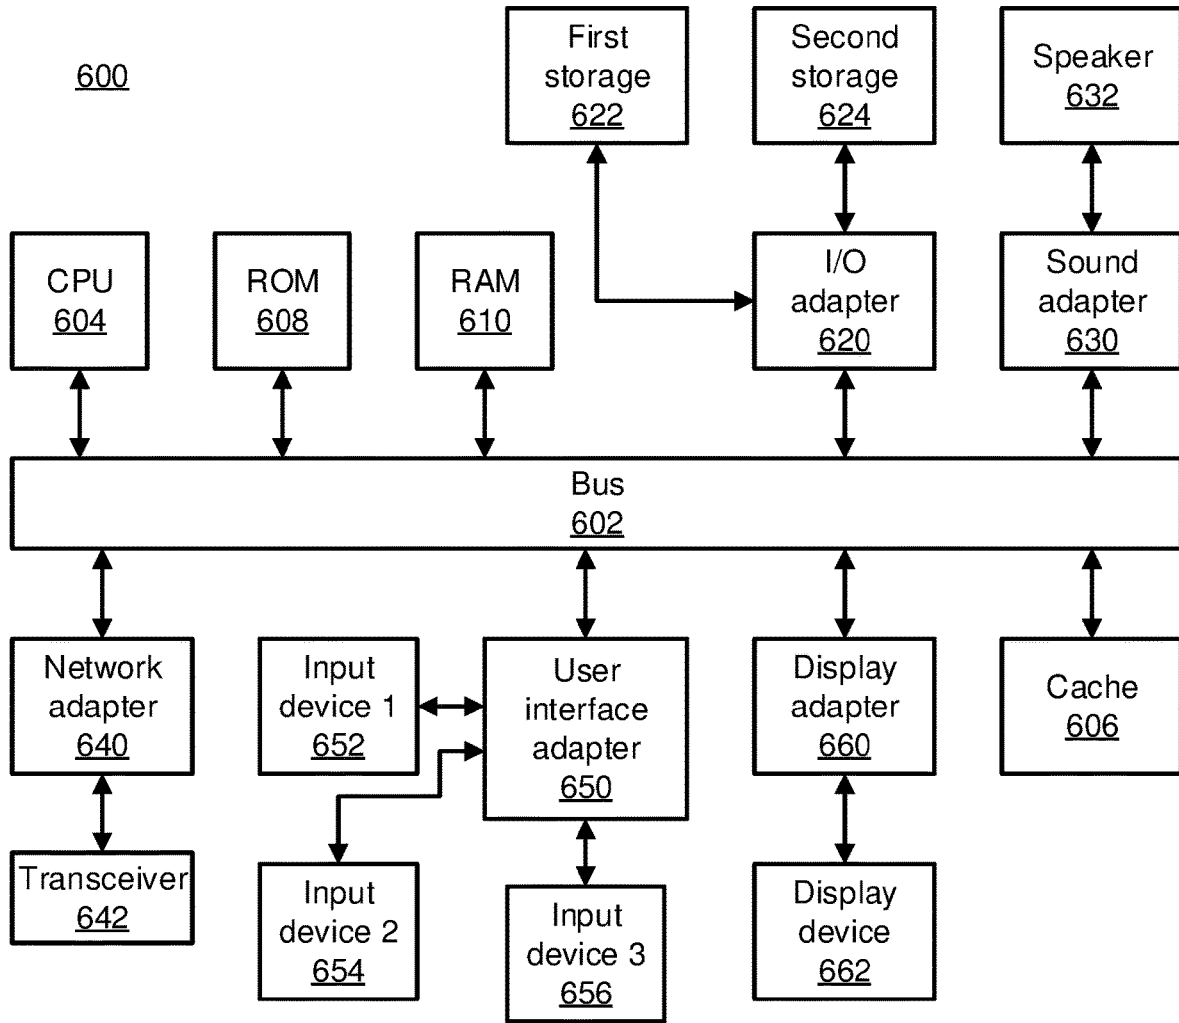 600
First
storage
622
Second
storage
624
Speaker
632
CPU
604
ROM
608
RAM
610
I/O
adapter
620
Sound
adapter
630
Bus
602
Network
adapter
640
Input
device 1
652
User
interface
adapter
650
Display
adapter
660
Cache
606
Transceiver
642
Input
device 2
654
Input
device 3
656
Display
device
662